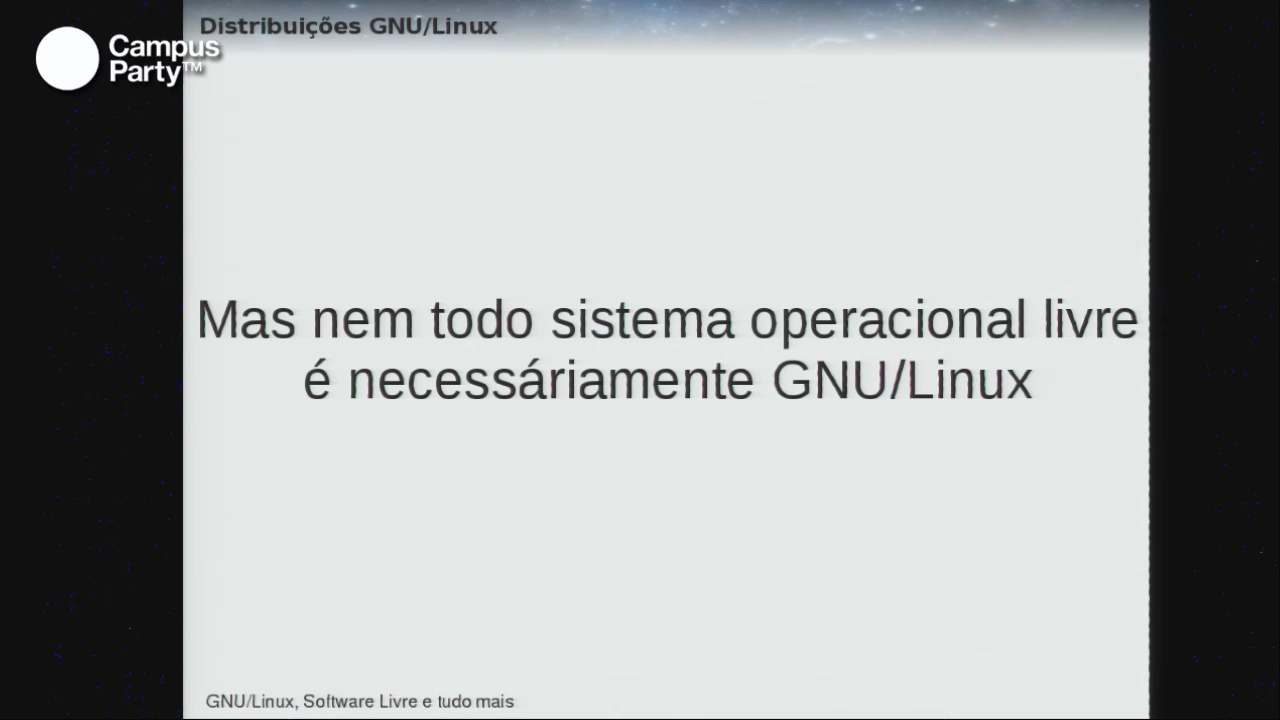 Distribuições GNU/Linux
Campus
Party™
Mas nem todo sistema operacional livre
é necessáriamente GNU/Linux
GNU/Linux, Software Livre e tudo mais